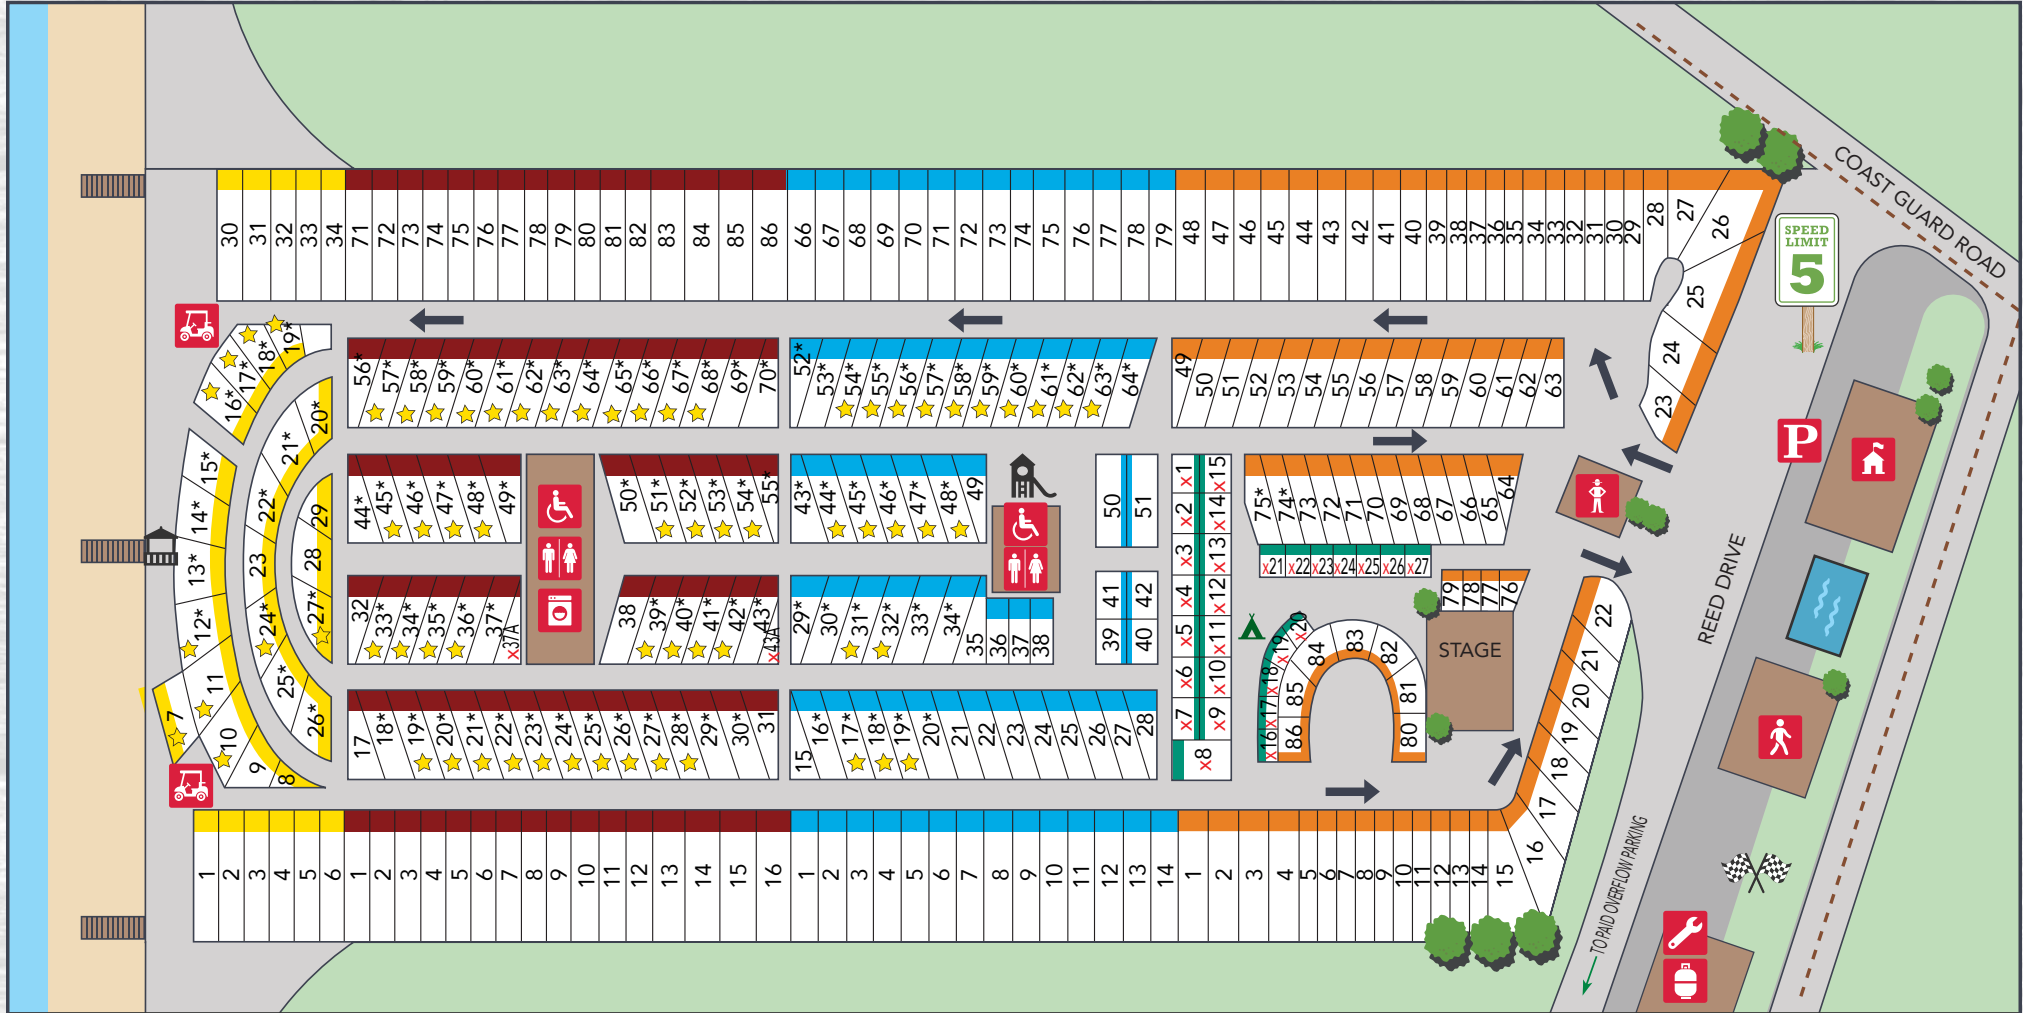 COAST GUARD ROAD
30 31 32 33 34 71 72 73 74 75 76 77 78 79 80 81 82 83 84 85 86 66 67 68 69 70 71 72 73 74 75 76 77 78 79 48 47 46 45 44 43 42 41 40 39 38 37 36 35 34 33 32 31 30 29 28 27 26
SPEED
LIMIT
5
25
24
23
16* 17* 18* 19*
56* 57* 58* 59* 60* 61* 62* 63* 64* 65* 66* 67* 68* 69* 70*
52* 53* 54* 55* 56* 57* 58* 59* 60* 61* 62* 63* 64*
49 50 51 52 53 54 55 56 57 58 59 60 61 62 63
P
15* 14* 13* 12* 11 10 9 8 7
20* 21* 22* 23 24* 25* 26*
29 28 27*
44* 45* 46* 47* 48* 49*
50* 51* 52* 53* 54* 55*
43* 44* 45* 46* 47* 48* 49
50 51
x1 x2 x3 x4 x5 x6 x7 x8
x15 x14 x13 x12 x11 x10 x9
75* 74* 73 72 71 70 69 68 67 66 65 64
x21 x22 x23 x24 x25 x26 x27
REED DRIVE
32 33* 34* 35* 36* 37* x37A
38 39* 40* 41* 42* 43* x43A
29* 30* 31* 32* 33* 34* 35 36 37 38
41 42
39 40
79 78 77 76
STAGE
x16 x17 x18 x19 x20
86 85 84 83 82 81 80
22 21 20 19 18 17 16
17 18* 19* 20* 21* 22* 23* 24* 25* 26* 27* 28* 29* 30* 31
15 16* 17* 18* 19* 20* 21 22 23 24 25 26 27 28
1 2 3 4 5 6 1 2 3 4 5 6 7 8 9 10 11 12 13 14 15 16 1 2 3 4 5 6 7 8 9 10 11 12 13 14 1 2 3 4 5 6 7 8 9 10 11 12 13 14 15
TO PAID OVERFLOW PARKING